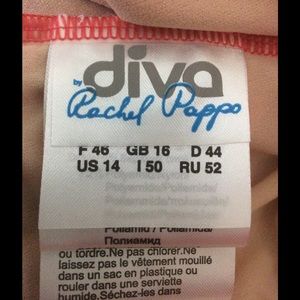 by diva
Rachel Pappo
F 46 GB 16 D 44
US 14 I 50 RU 52
Polyamid / Poliamida/
Полиамид
ou tordre.Ne pas chlorer.Ne
laissez pas le vêtement mouillé
dans un sac en plastique ou
rouler dans une serviette
humide.Séchez-les dans